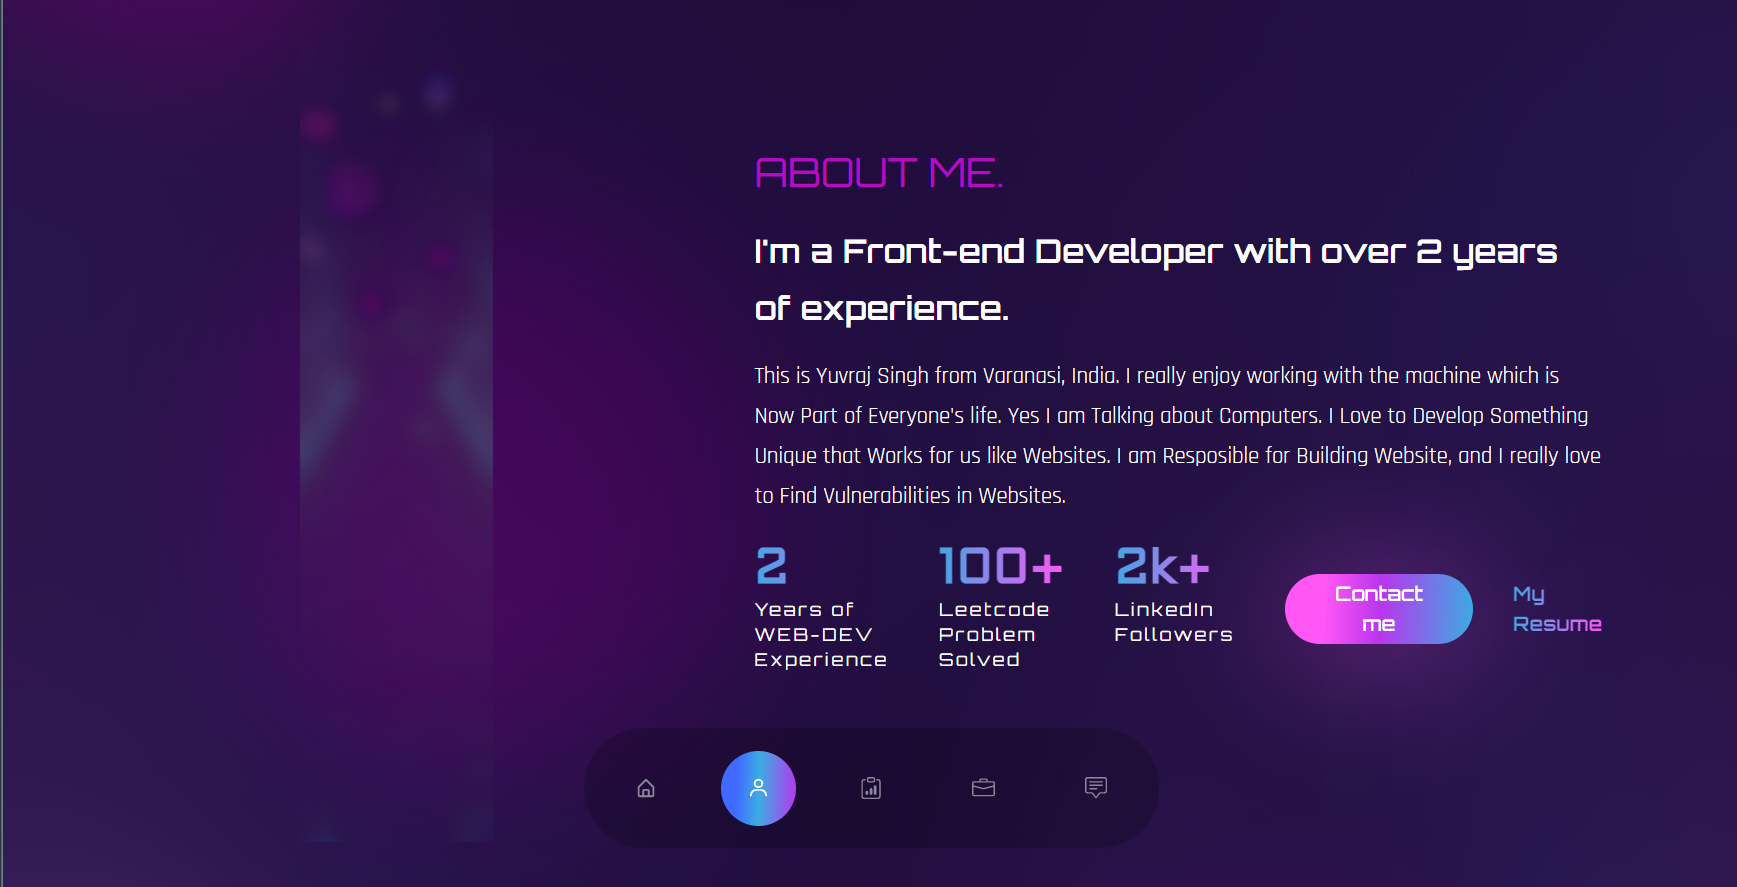 ABOUT ME.
I'm a Front-end Developer with over 2 years
of experience.
This is Yuvraj Singh from Varanasi, India. I really enjoy working with the machine which is
Now Part of Everyone's life. Yes I am Talking about Computers. I Love to Develop Something
Unique that Works for us like Websites. I am Resposible for Building Website, and I really love
to Find Vulnerabilities in Websites.
2
Years of
WEB-DEV
Experience
100+
Leetcode
Problem
Solved
2k+
LinkedIn
Followers
Contact
me
My
Resume